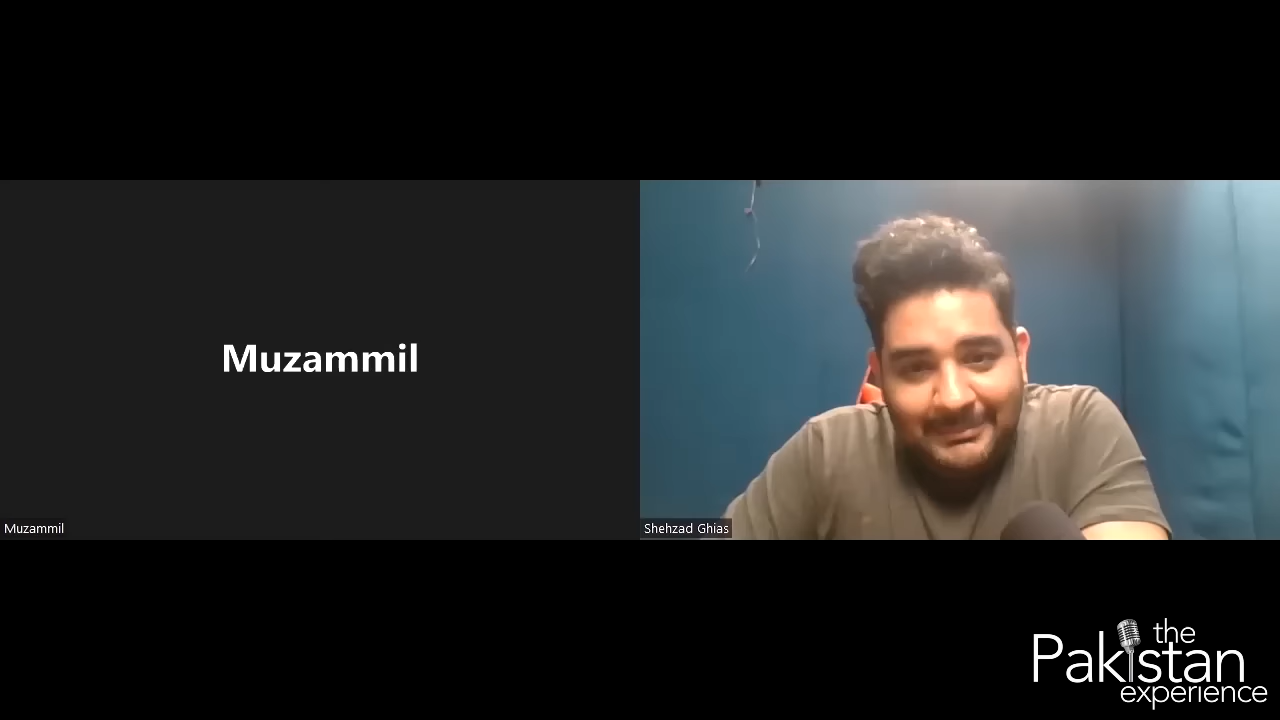 Muzammil
Muzammil
Shehzad Ghias
the
Pakistan
experience